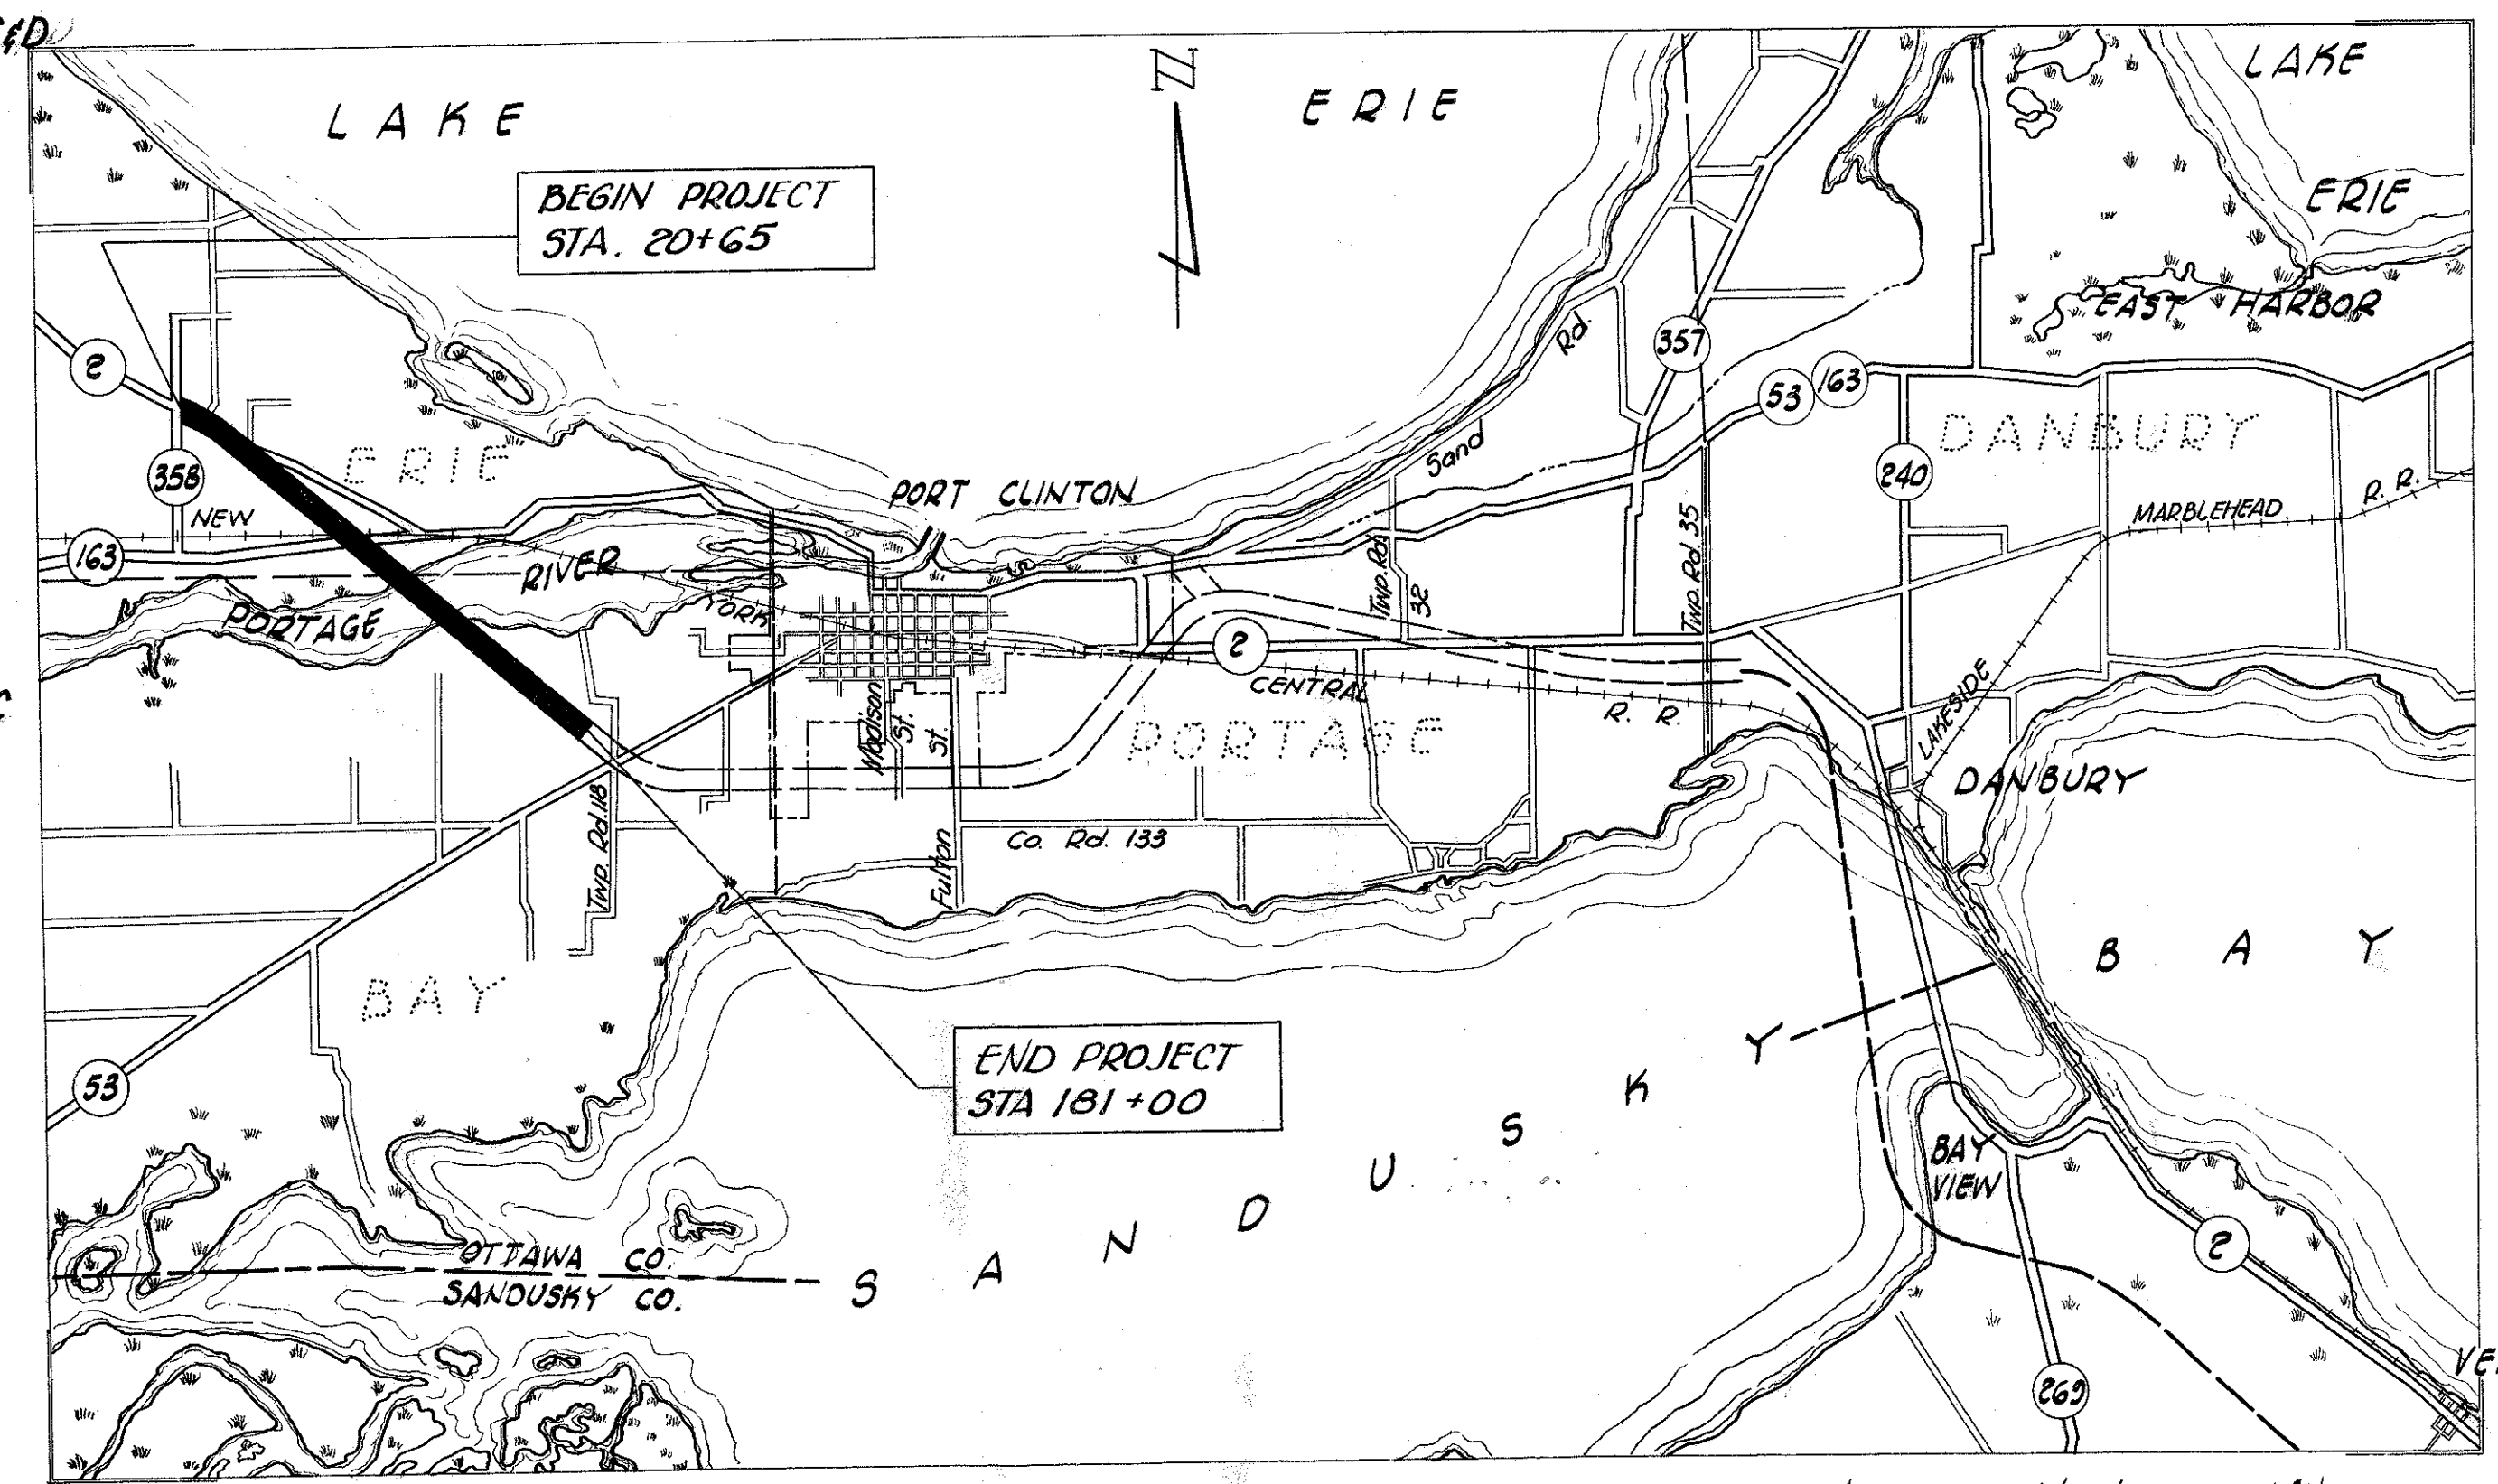 &D
LAKE ERIE
LAKE
ERIE
N
BEGIN PROJECT
STA. 20+65
EAST HARBOR
2
357
Sand Rd.
53
163
358
ERIE
DANBURY
PORT CLINTON
240
NEW
163
MARBLEHEAD R. R.
RIVER
PORTAGE
YORK
Twp. Rd. 32
Twp. Rd. 35
2
CENTRAL
R. R.
LAKESIDE
Madison St.
St.
PORTAGE
DANBURY
Twp. Rd. 118
Fulton
Co. Rd. 133
BAY
BAY
END PROJECT
STA 181+00
53
SANDUSKY
BAY
VIEW
2
OTTAWA CO.
SANDUSKY CO.
269
VE